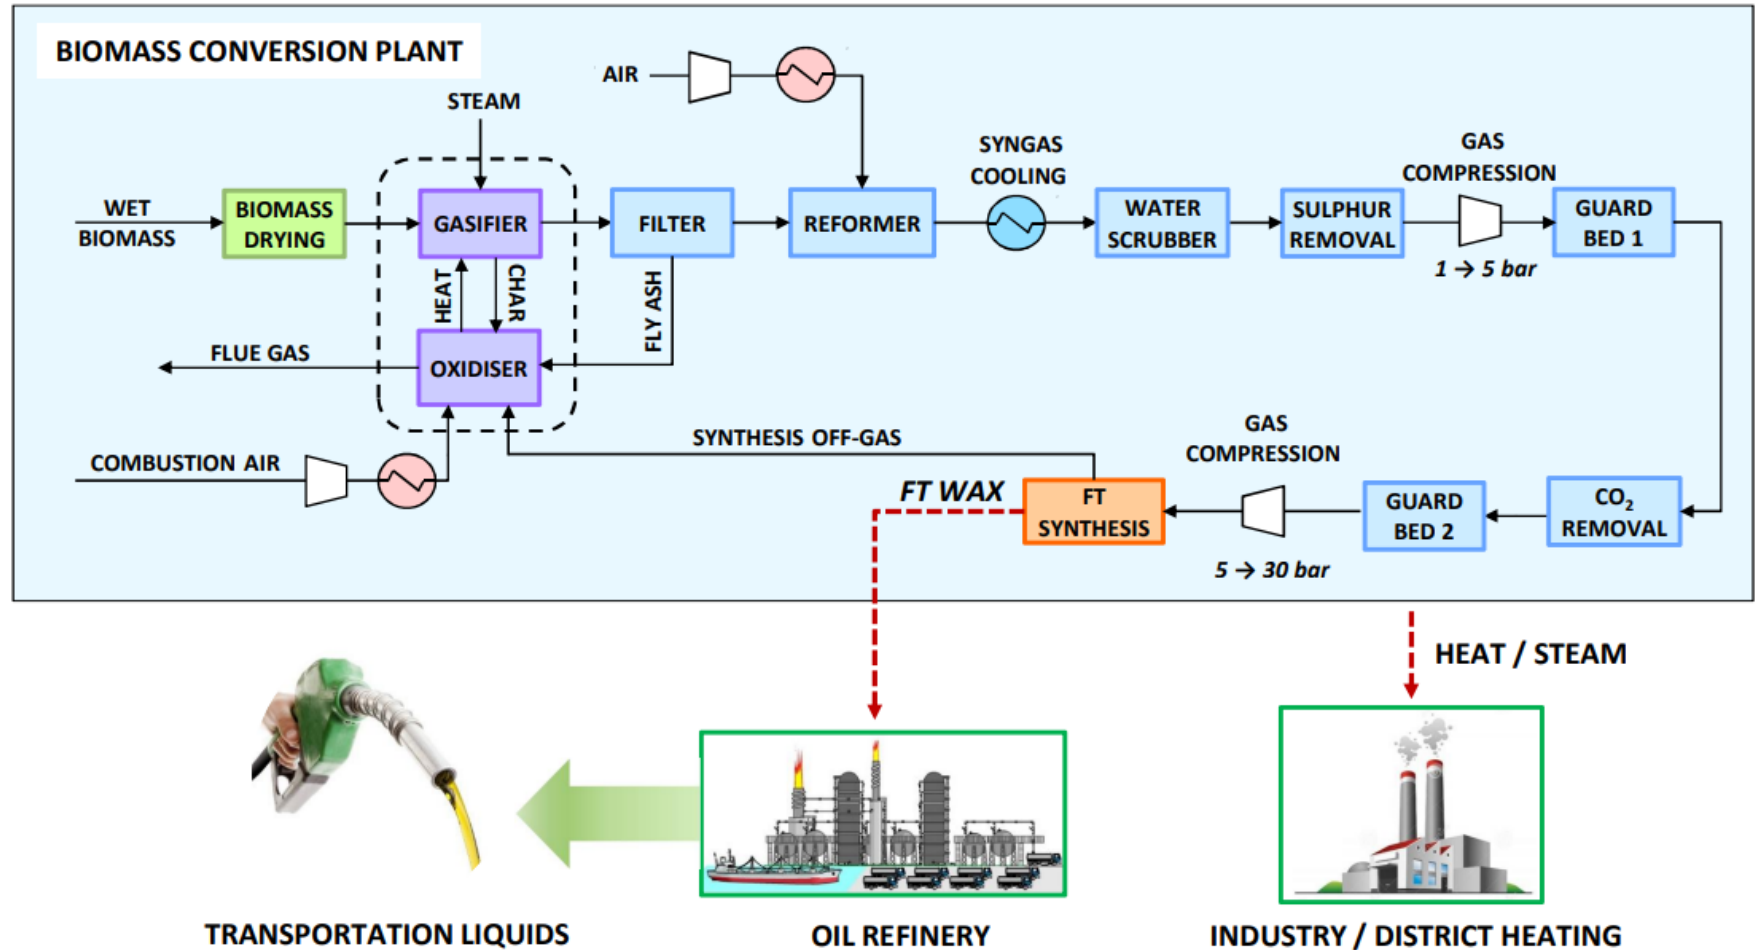 BIOMASS CONVERSION PLANT
AIR
STEAM
SYNGAS
COOLING
GAS
COMPRESSION
WET
BIOMASS
BIOMASS
DRYING
GASIFIER
FILTER
REFORMER
WATER
SCRUBBER
SULPHUR
REMOVAL
1 → 5 bar
GUARD
BED 1
HEAT
CHAR
FLY ASH
FLUE GAS
OXIDISER
COMBUSTION AIR
SYNTHESIS OFF-GAS
GAS
COMPRESSION
FT WAX
FT
SYNTHESIS
5 → 30 bar
GUARD
BED 2
CO₂
REMOVAL
HEAT / STEAM
TRANSPORTATION LIQUIDS
OIL REFINERY
INDUSTRY / DISTRICT HEATING